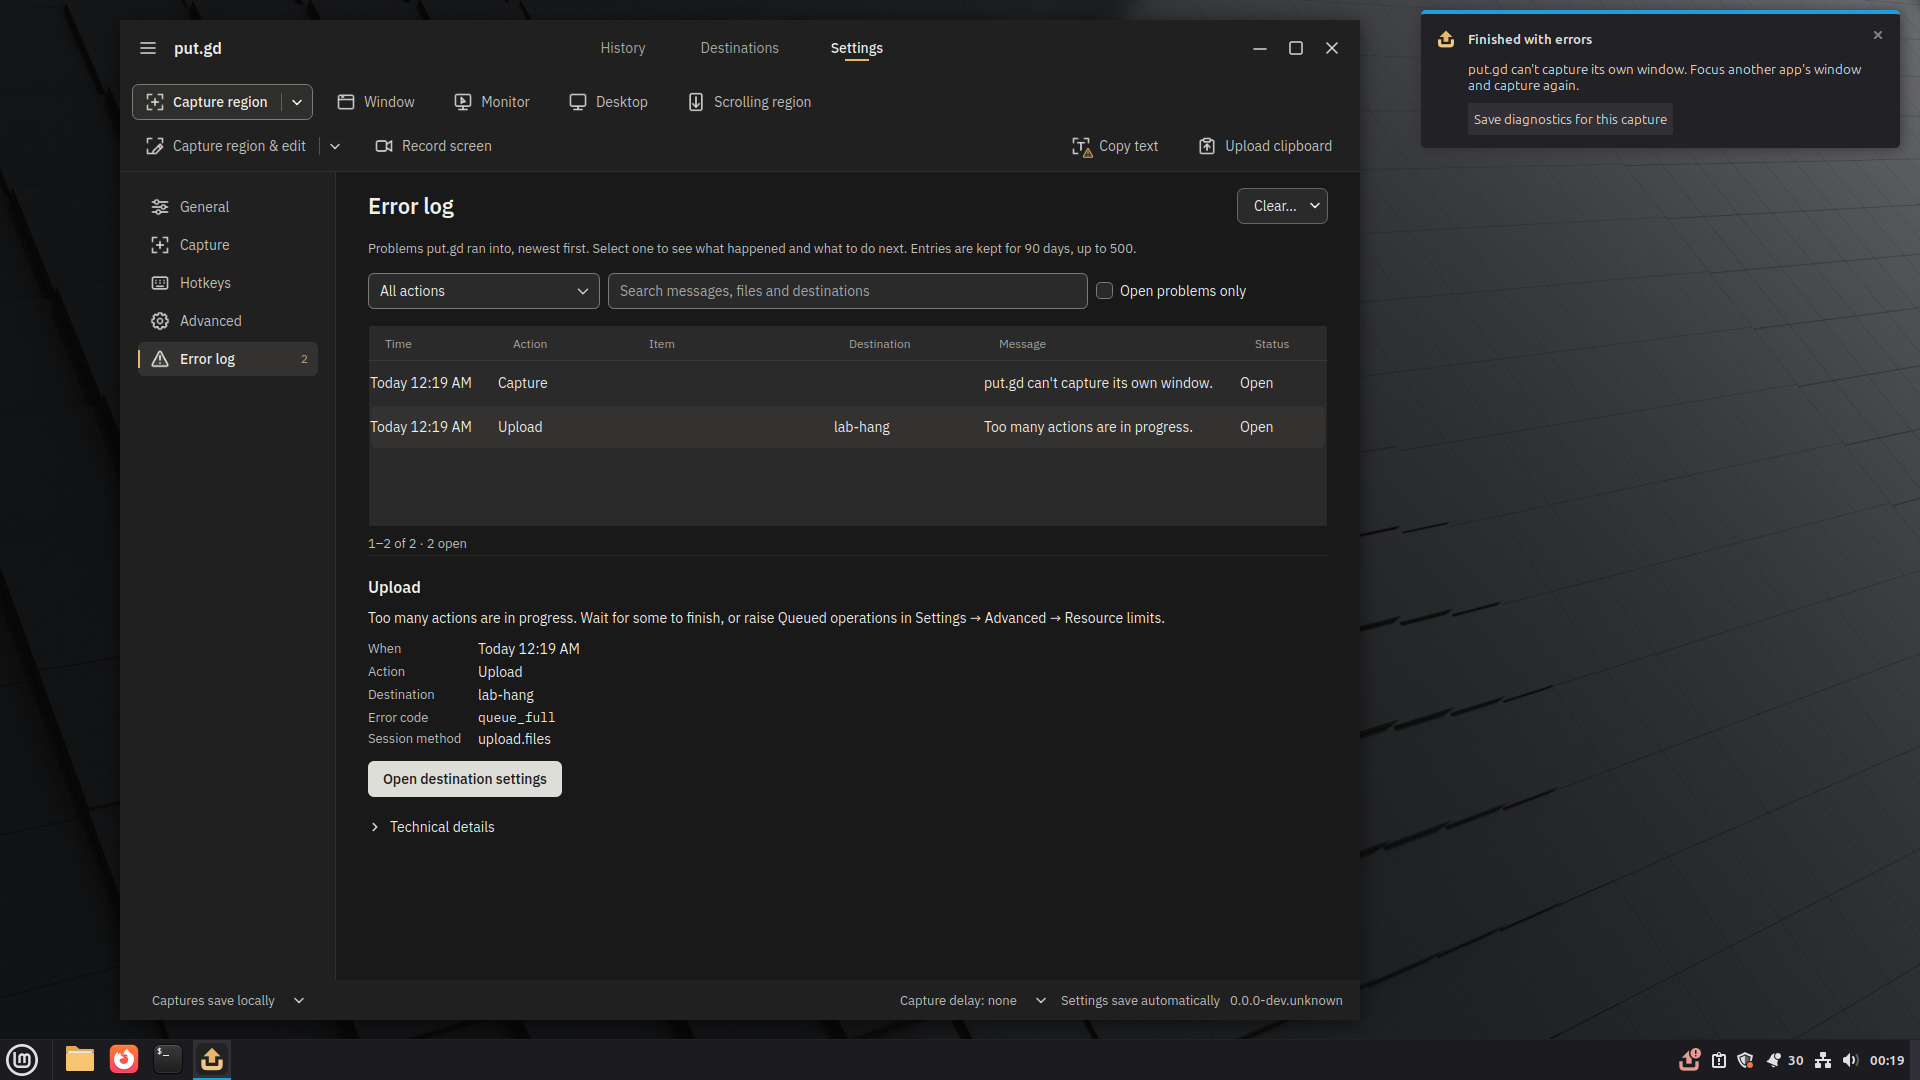 put.gd
History
Destinations
Settings
Capture region
Window
Monitor
Desktop
Scrolling region
Capture region & edit
Record screen
Copy text
Upload clipboard
General
Capture
Hotkeys
Advanced
Error log
2
Error log
Clear...
Problems put.gd ran into, newest first. Select one to see what happened and what to do next. Entries are kept for 90 days, up to 500.
All actions
Search messages, files and destinations
Open problems only
Time Action Item Destination Message Status
Today 12:19 AM Capture put.gd can't capture its own window. Open
Today 12:19 AM Upload lab-hang Too many actions are in progress. Open
1–2 of 2 · 2 open
Upload
Too many actions are in progress. Wait for some to finish, or raise Queued operations in Settings → Advanced → Resource limits.
When Today 12:19 AM
Action Upload
Destination lab-hang
Error code queue_full
Session method upload.files
Open destination settings
Technical details
Captures save locally
Capture delay: none
Settings save automatically
0.0.0-dev.unknown
Finished with errors
put.gd can't capture its own window. Focus another app's window
and capture again.
Save diagnostics for this capture
30
00:19